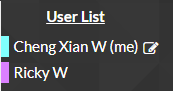 User List
Cheng Xian W (me)
Ricky W